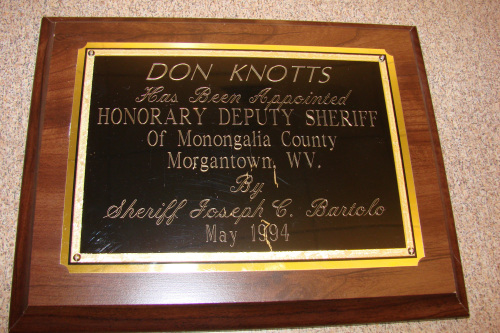 DON KNOTTS
Has Been Appointed
HONORARY DEPUTY SHERIFF
Of Monongalia County
Morgantown, WV.
By
Sheriff Joseph C. Bartolo
May 1994